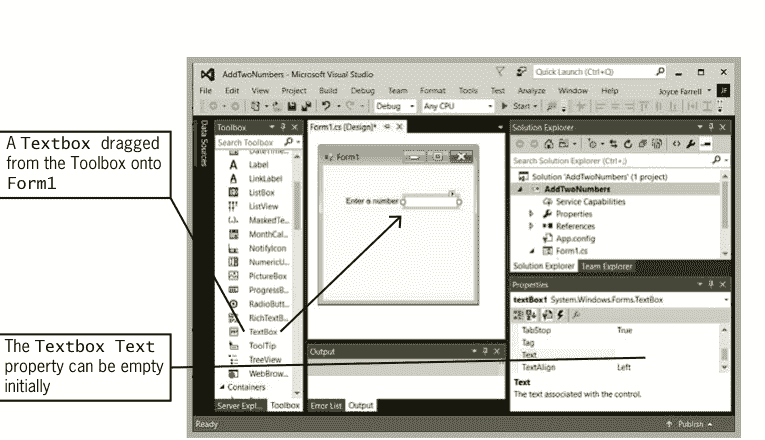 A Textbox dragged
from the Toolbox onto
Form1
The Textbox Text
property can be empty
initially
AddTwoNumbers - Microsoft Visual Studio
Quick Launch (Ctrl+Q)
File Edit View Project Build Debug Team Format Tools Test Analyze Window Help Joyce Farrell JF
Debug Any CPU Start
Data Sources
Toolbox
Search Toolbox
Label
LinkLabel
ListBox
ListView
MaskedTe...
MonthCal...
NotifyIcon
NumericU...
PictureBox
ProgressB...
RadioButt...
RichTextB...
TextBox
ToolTip
TreeView
WebBrow...
Containers
Server Expl... Toolbox
Form1.cs [Design]*
Form1
Enter a number
Output
Error List Output
Solution Explorer
Search Solution Explorer (Ctrl+;)
Solution 'AddTwoNumbers' (1 project)
AddTwoNumbers
Service Capabilities
Properties
References
App.config
Form1.cs
Solution Explorer Team Explorer
Properties
textBox1 System.Windows.Forms.TextBox
TabStop True
Tag
Text
TextAlign Left
Text
The text associated with the control.
Ready
Publish